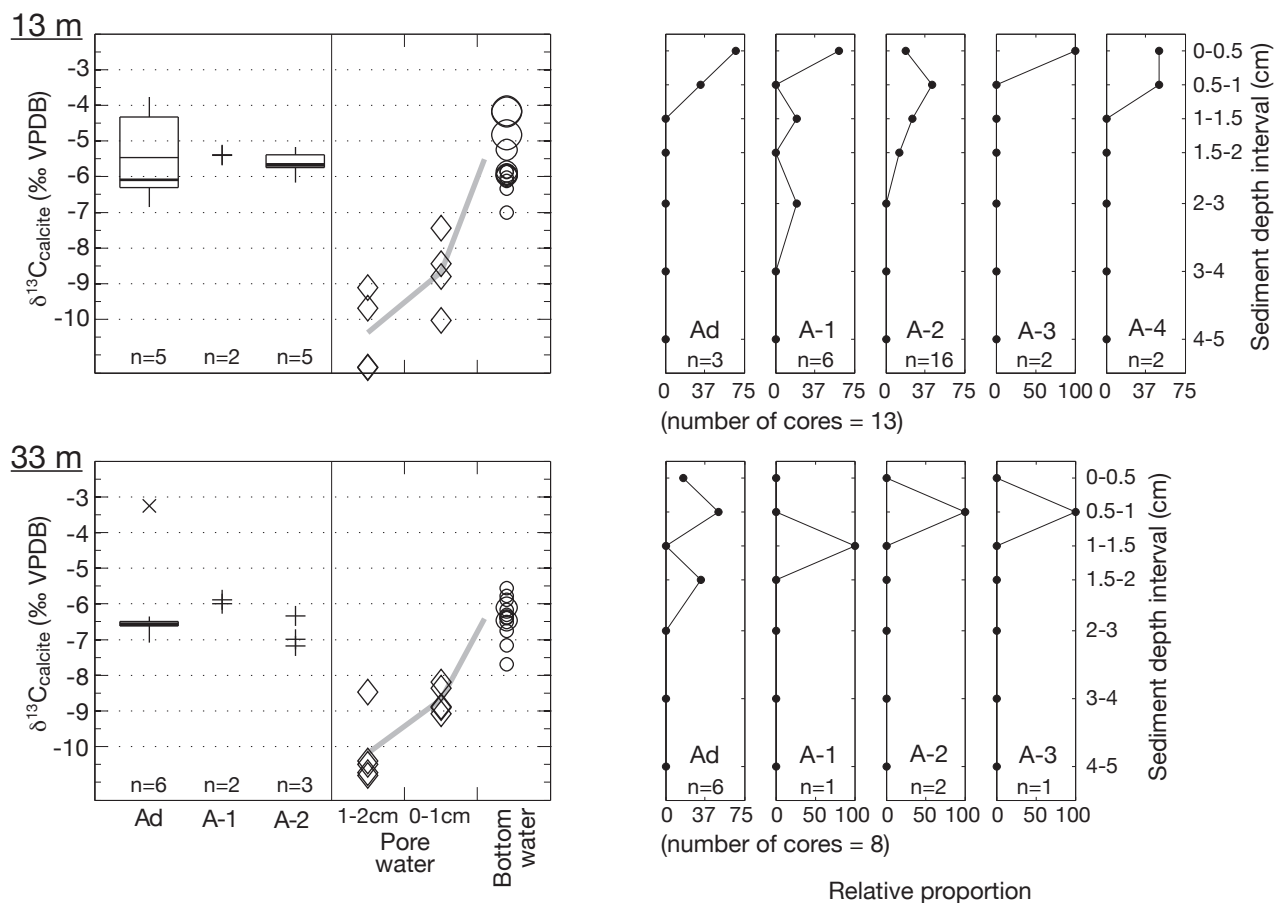 13 m
δ13Ccalcite (‰ VPDB)
-3
-4
-5
-6
-7
-8
-9
-10
n=5
n=2
n=5
Ad
n=3
A-1
n=6
A-2
n=16
A-3
n=2
A-4
n=2
0-0.5
0.5-1
1-1.5
1.5-2
2-3
3-4
4-5
Sediment depth interval (cm)
0 37 75
0 37 75
0 37 75
0 50 100
0 37 75
(number of cores = 13)
33 m
δ13Ccalcite (‰ VPDB)
-3
-4
-5
-6
-7
-8
-9
-10
n=6
n=2
n=3
Ad
A-1
A-2
1-2cm 0-1cm
Pore
water
Bottom
water
Ad
n=6
A-1
n=1
A-2
n=2
A-3
n=1
0-0.5
0.5-1
1-1.5
1.5-2
2-3
3-4
4-5
Sediment depth interval (cm)
0 37 75
0 50 100
0 50 100
0 50 100
(number of cores = 8)
Relative proportion